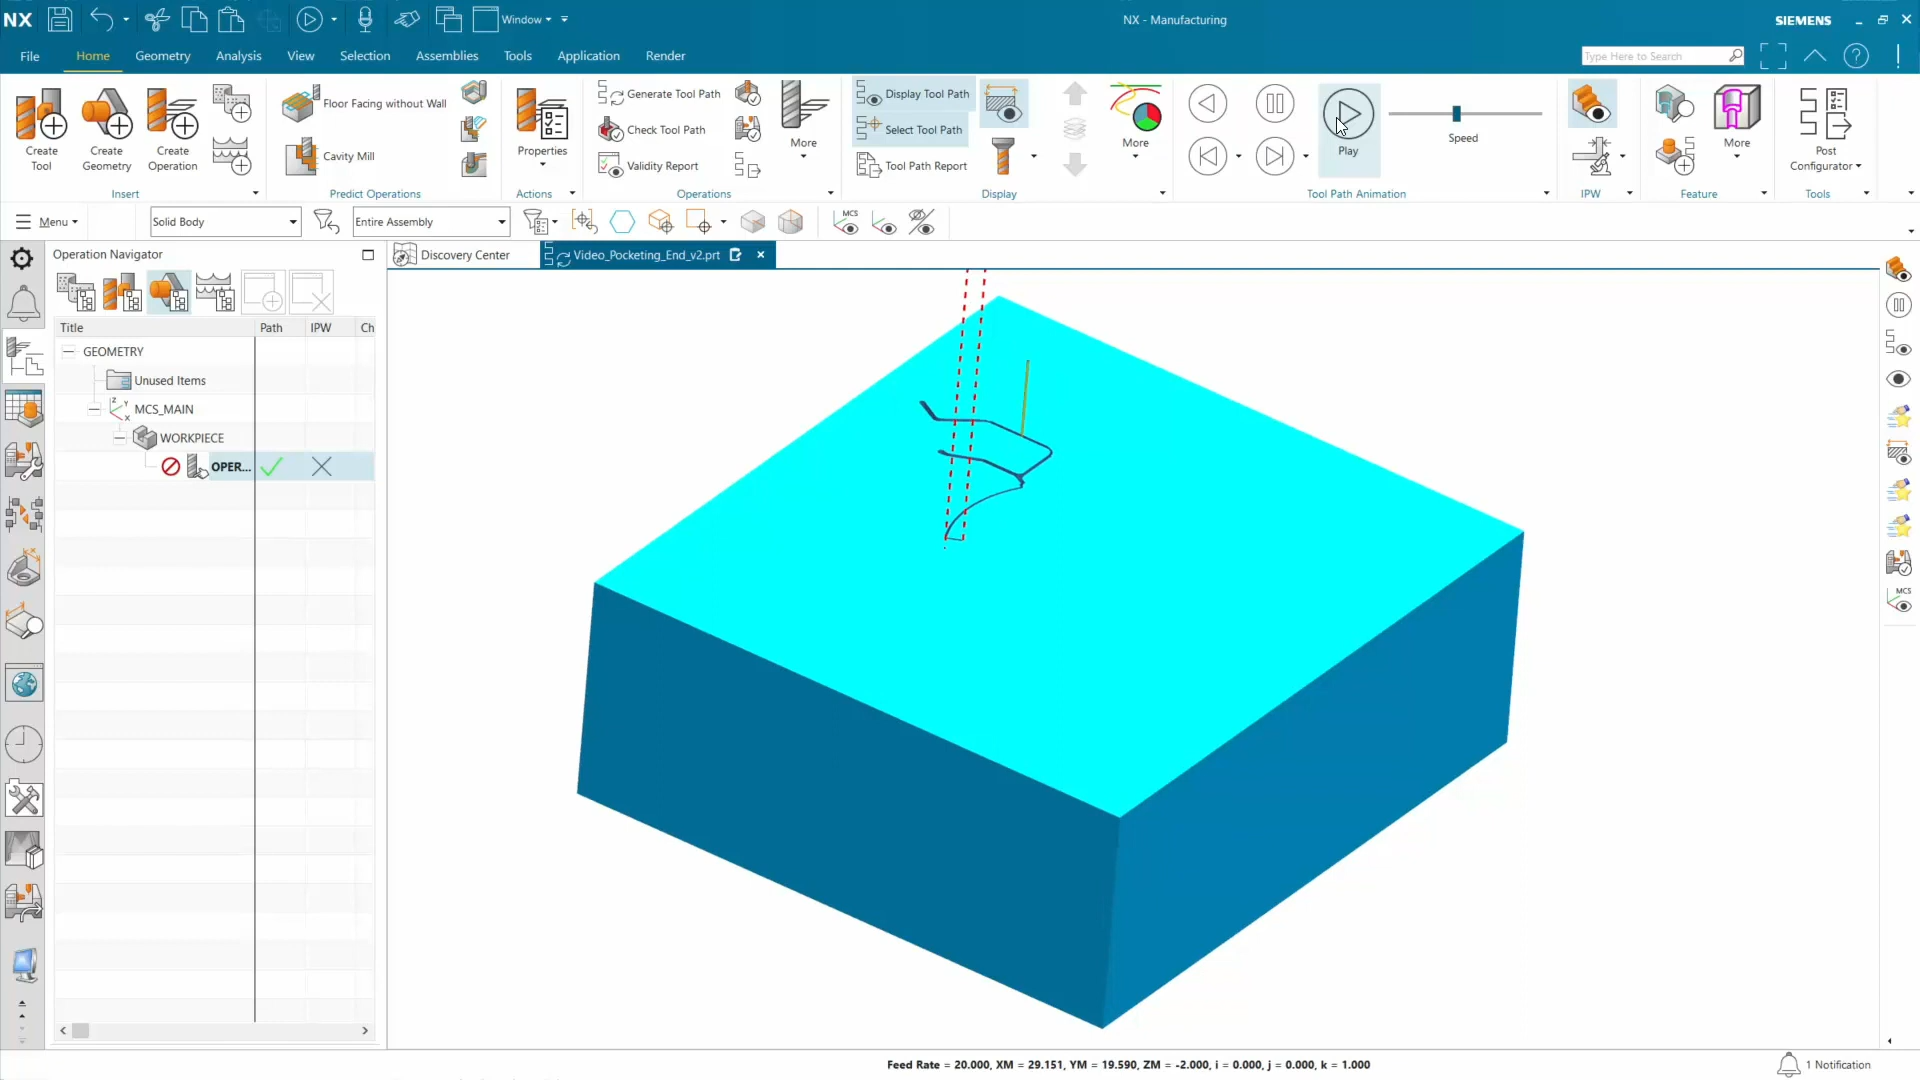 NX
Window
NX - Manufacturing
SIEMENS
File
Home
Geometry
Analysis
View
Selection
Assemblies
Tools
Application
Render
Type Here to Search
Create
Tool
Create
Geometry
Create
Operation
Insert
Floor Facing without Wall
Cavity Mill
Predict Operations
Properties
Actions
Generate Tool Path
Check Tool Path
Validity Report
More
Operations
Display Tool Path
Select Tool Path
Tool Path Report
More
Display
Play
Speed
Tool Path Animation
IPW
More
Feature
Post
Configurator
Tools
Menu
Solid Body
Entire Assembly
MCS
Operation Navigator
Discovery Center
Video_Pocketing_End_v2.prt
Title
Path
IPW
Ch
GEOMETRY
Unused Items
Z
Y
X
MCS_MAIN
WORKPIECE
OPER...
MCS
Feed Rate = 20.000, XM = 29.151, YM = 19.590, ZM = -2.000, i = 0.000, j = 0.000, k = 1.000
1 Notification